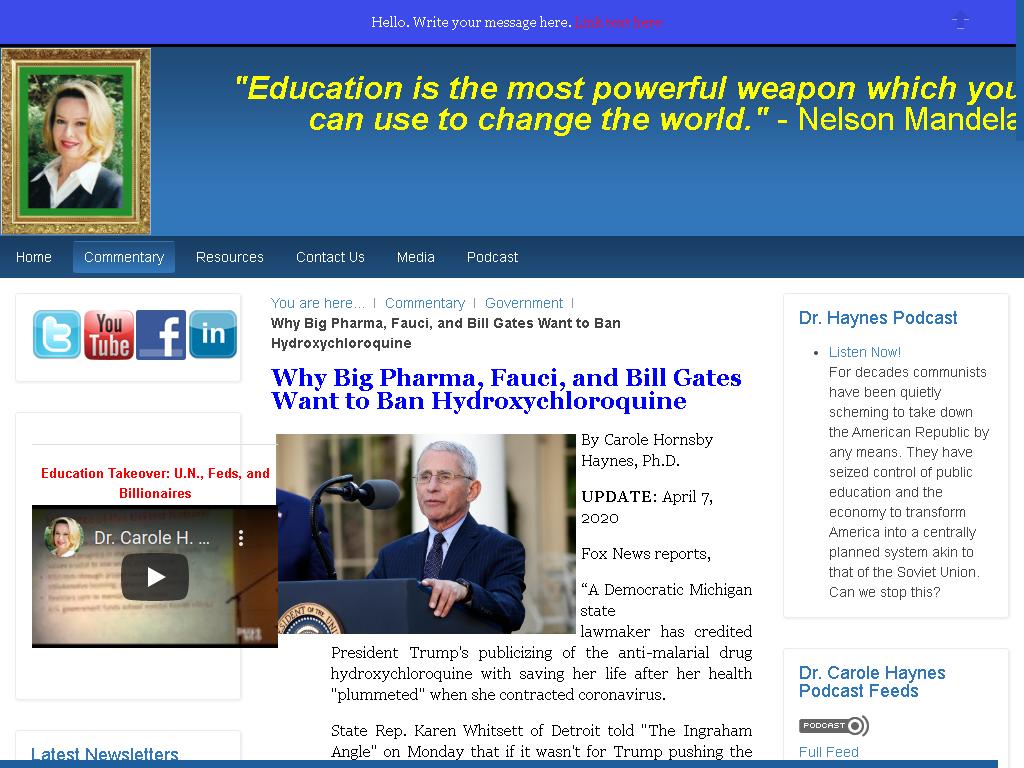 Hello. Write your message here. Link text here
"Education is the most powerful weapon which you
can use to change the world." - Nelson Mandela
Home Commentary Resources Contact Us Media Podcast
You Tube
in
Education Takeover: U.N., Feds, and
Billionaires
Dr. Carole H. ...
Latest Newsletters
You are here... | Commentary | Government |
Why Big Pharma, Fauci, and Bill Gates Want to Ban
Hydroxychloroquine
Why Big Pharma, Fauci, and Bill Gates
Want to Ban Hydroxychloroquine
By Carole Hornsby
Haynes, Ph.D.
UPDATE: April 7,
2020
Fox News reports,
“A Democratic Michigan
state
lawmaker has credited
President Trump's publicizing of the anti-malarial drug
hydroxychloroquine with saving her life after her health
"plummeted" when she contracted coronavirus.
State Rep. Karen Whitsett of Detroit told "The Ingraham
Angle" on Monday that if it wasn't for Trump pushing the
Dr. Haynes Podcast
Listen Now!
For decades communists
have been quietly
scheming to take down
the American Republic by
any means. They have
seized control of public
education and the
economy to transform
America into a centrally
planned system akin to
that of the Soviet Union.
Can we stop this?
Dr. Carole Haynes
Podcast Feeds
PODCAST
Full Feed